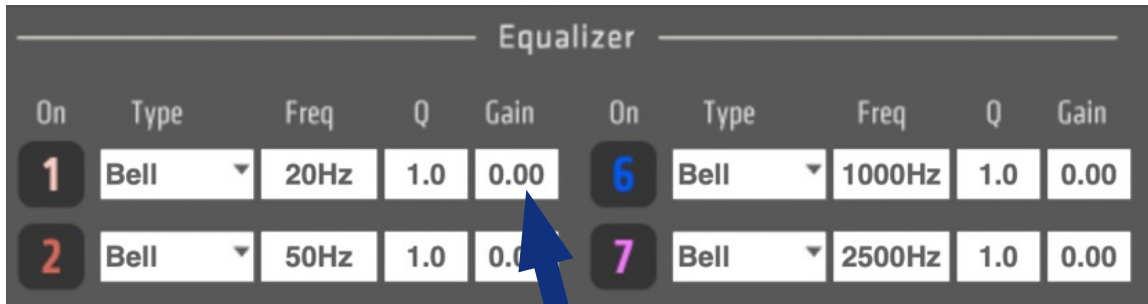 Equalizer
On Type Freq Q Gain On Type Freq Q Gain
1 Bell 20Hz 1.0 0.00 6 Bell 1000Hz 1.0 0.00
2 Bell 50Hz 1.0 7 Bell 2500Hz 1.0 0.00